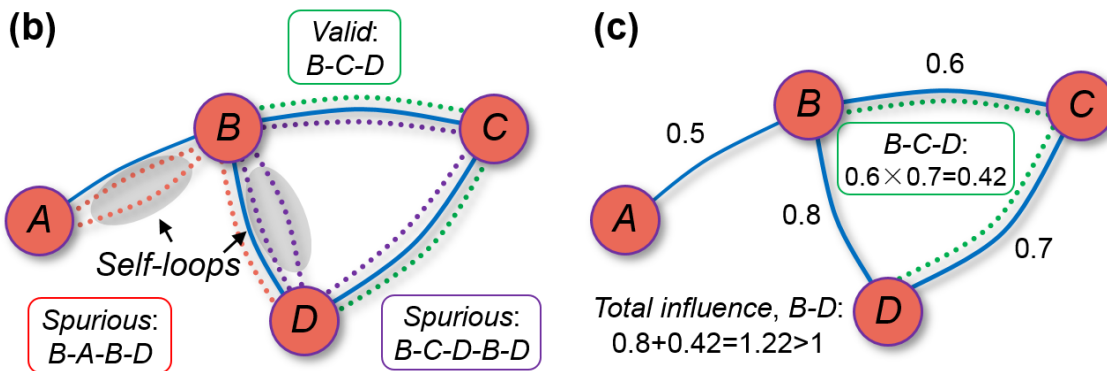 (b)
Valid:
B-C-D
B
C
A
Self-loops
D
Spurious:
B-A-B-D
Spurious:
B-C-D-B-D
(c)
0.6
B
C
0.5
B-C-D:
0.6×0.7=0.42
A
0.8
0.7
D
Total influence, B-D:
0.8+0.42=1.22>1